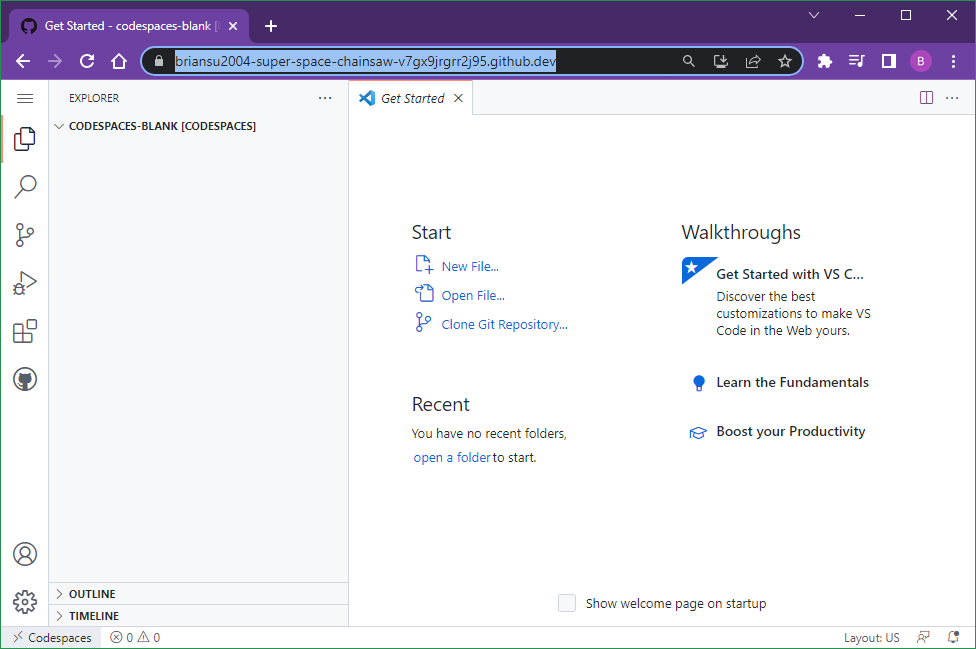 Get Started - codespaces-blank [
briansu2004-super-space-chainsaw-v7gx9jrgrr2j95.github.dev
B
EXPLORER
CODESPACES-BLANK [CODESPACES]
Get Started
Start
New File...
Open File...
Clone Git Repository...
Recent
You have no recent folders,
open a folder to start.
Walkthroughs
Get Started with VS C...
Discover the best
customizations to make VS
Code in the Web yours.
Learn the Fundamentals
Boost your Productivity
Show welcome page on startup
OUTLINE
TIMELINE
Codespaces
0 0
Layout: US